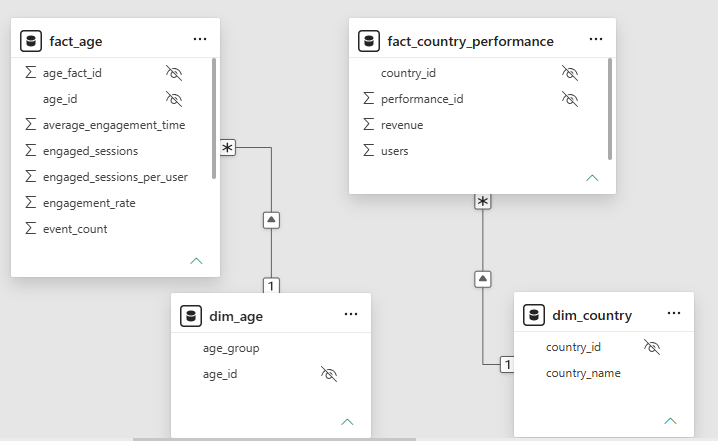 fact_age
age_fact_id
age_id
average_engagement_time
engaged_sessions
engaged_sessions_per_user
engagement_rate
event_count
fact_country_performance
country_id
performance_id
revenue
users
*
*
1
1
dim_age
age_group
age_id
dim_country
country_id
country_name